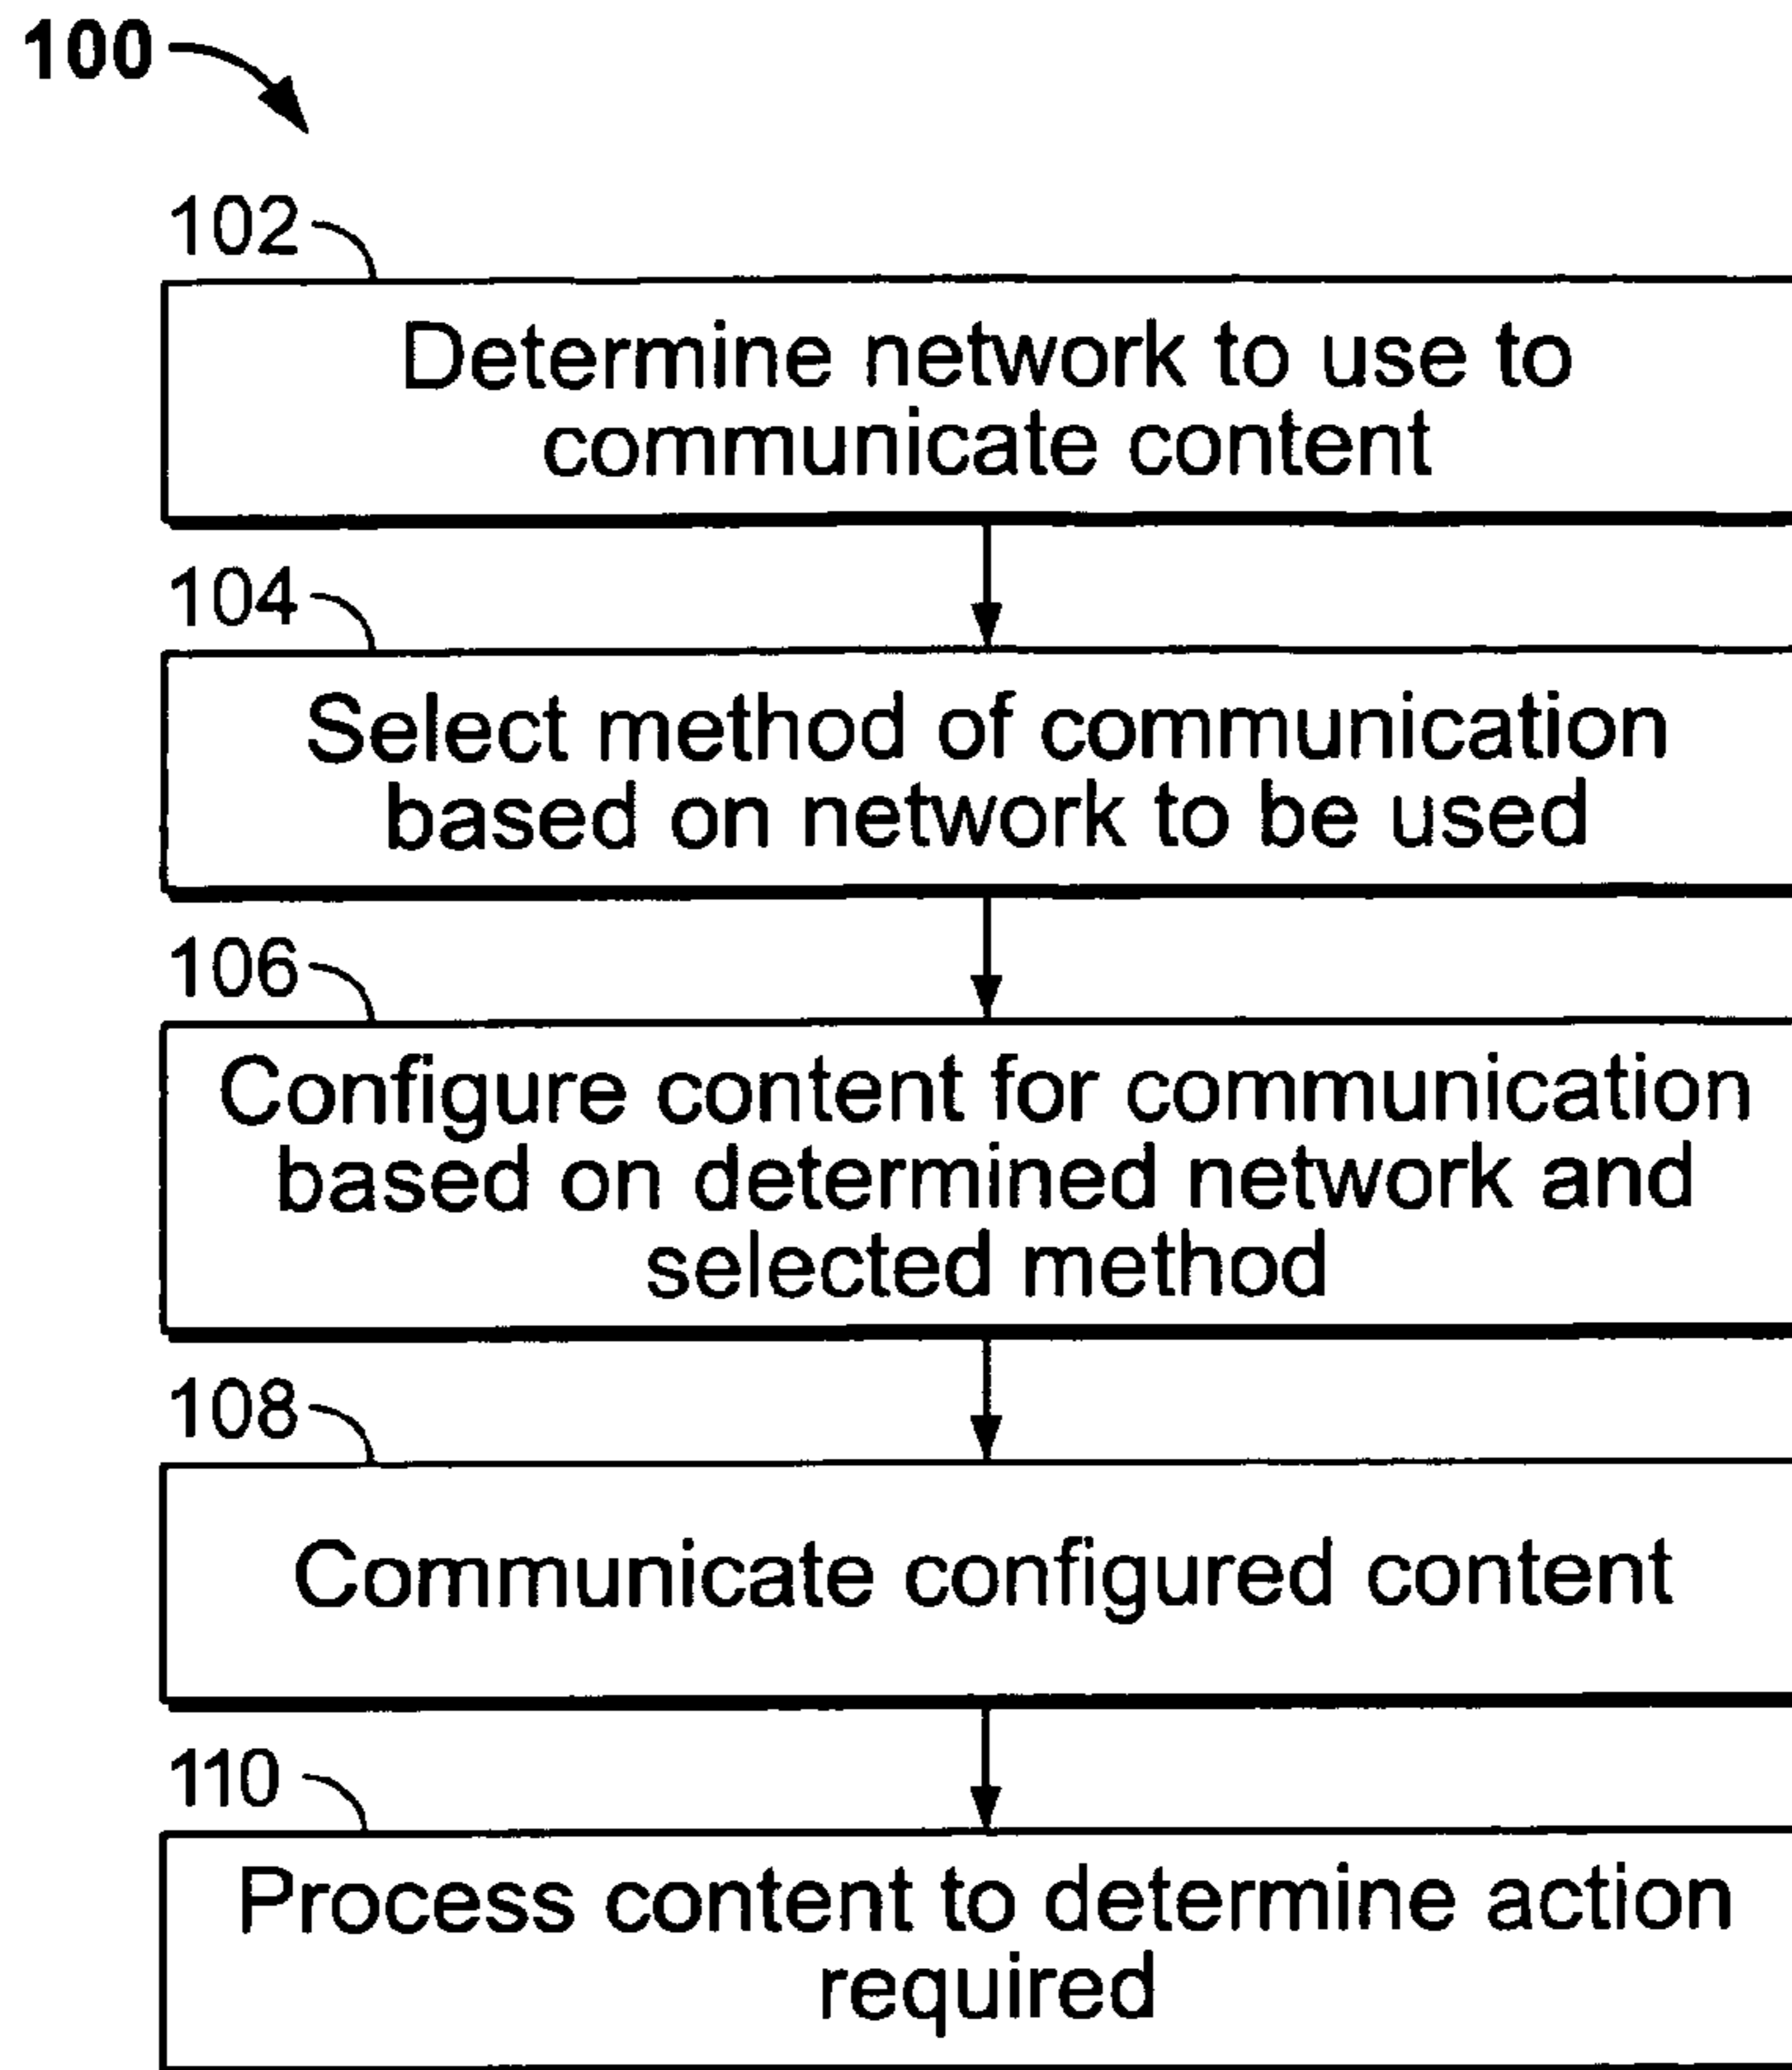 100
102
Determine network to use to
communicate content
104
Select method of communication
based on network to be used
106
Configure content for communication
based on determined network and
selected method
108
Communicate configured content
110
Process content to determine action
required